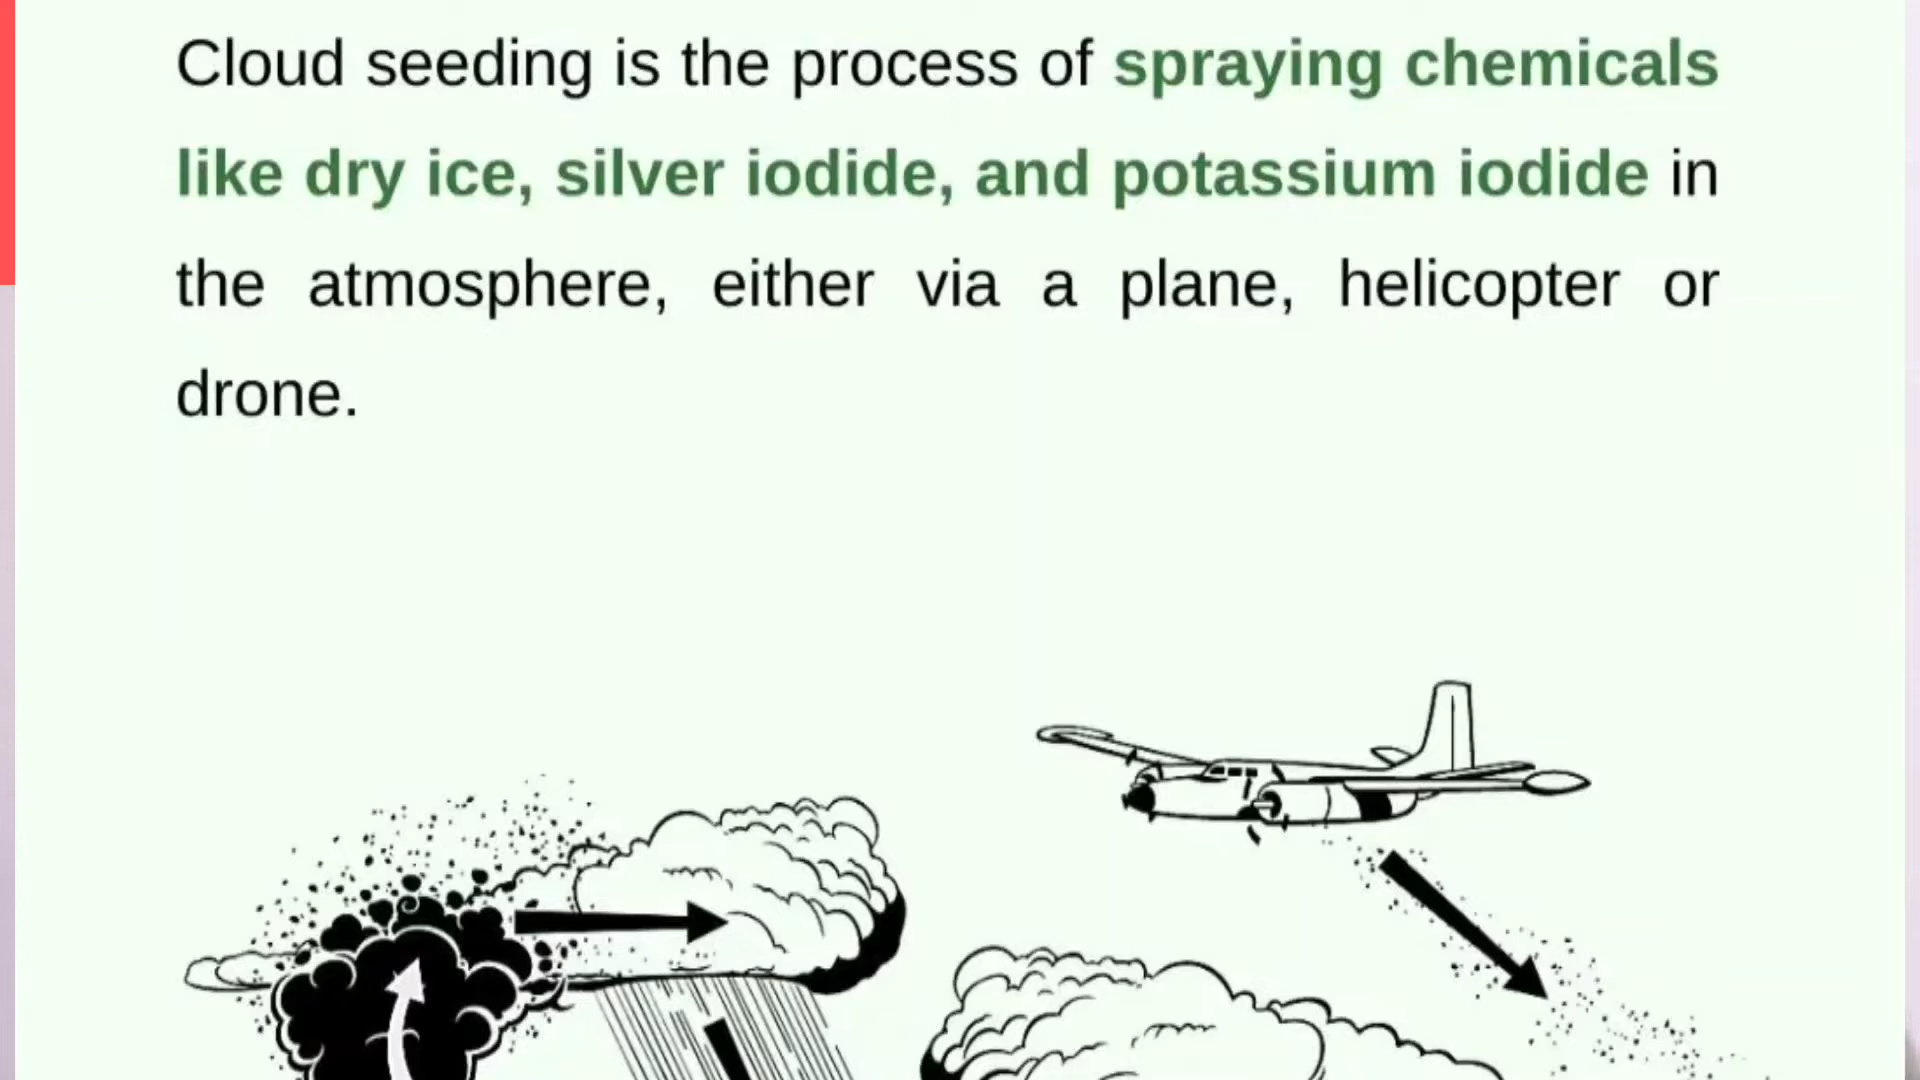 Cloud seeding is the process of spraying chemicals
like dry ice, silver iodide, and potassium iodide in
the atmosphere, either via a plane, helicopter or
drone.